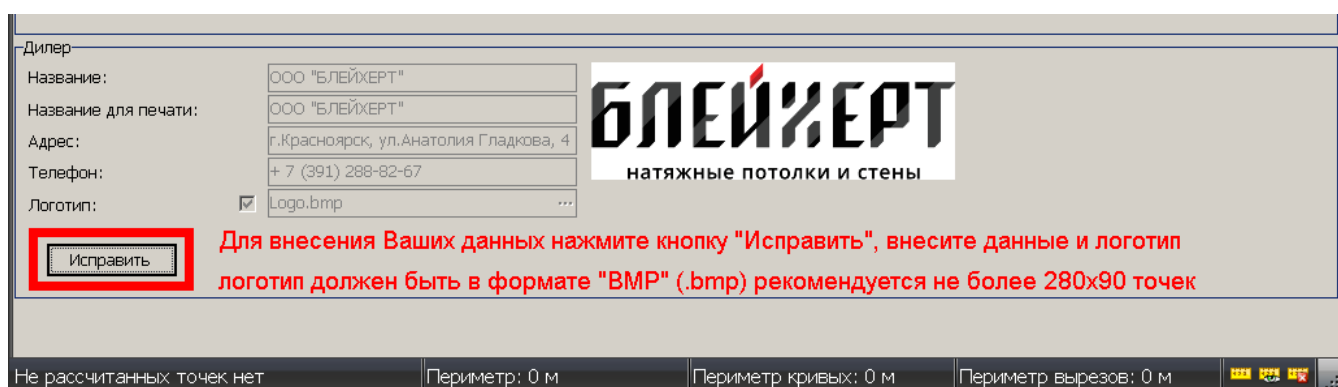 Дилер
Название: ООО "БЛЕЙХЕРТ"
Название для печати: ООО "БЛЕЙХЕРТ"
Адрес: г.Красноярск, ул.Анатолия Гладкова, 4
Телефон: + 7 (391) 288-82-67
Логотип: Logo.bmp ...
БЛЕЙХЕРТ
натяжные потолки и стены
Исправить
Для внесения Ваших данных нажмите кнопку "Исправить", внесите данные и логотип
логотип должен быть в формате "BMP" (.bmp) рекомендуется не более 280x90 точек
Не рассчитанных точек нет Периметр: 0 м Периметр кривых: 0 м Периметр вырезов: 0 м